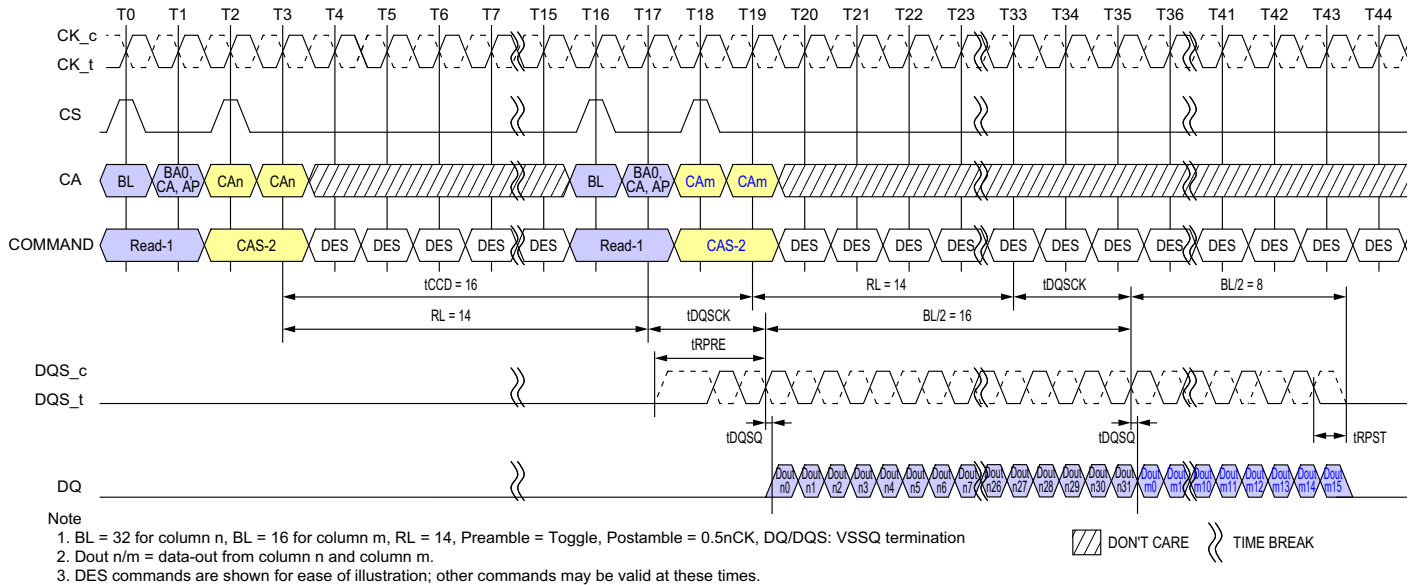 T0 T1 T2 T3 T4 T5 T6 T7 T15 T16 T17 T18 T19 T20 T21 T22 T23 T33 T34 T35 T36 T41 T42 T43 T44
CK_c
CK_t
CS
CA BL BA0, CA, AP CAn CAn BL BA0, CA, AP CAm CAm
COMMAND Read-1 CAS-2 DES DES DES DES DES Read-1 CAS-2 DES DES DES DES DES DES DES DES DES DES DES DES
tCCD = 16 RL = 14 tDQSCK BL/2 = 8
RL = 14 tDQSCK BL/2 = 16
tRPRE
DQS_c
DQS_t
tDQSQ tDQSQ tRPST
DQ Dout n0 Dout n1 Dout n2 Dout n3 Dout n4 Dout n5 Dout n6 Dout n7 Dout n26 Dout n27 Dout n28 Dout n29 Dout n30 Dout n31 Dout m0 Dout m1 Dout m10 Dout m11 Dout m12 Dout m13 Dout m14 Dout m15
Note
1. BL = 32 for column n, BL = 16 for column m, RL = 14, Preamble = Toggle, Postamble = 0.5nCK, DQ/DQS: VSSQ termination
2. Dout n/m = data-out from column n and column m.
3. DES commands are shown for ease of illustration; other commands may be valid at these times.
DON'T CARE TIME BREAK